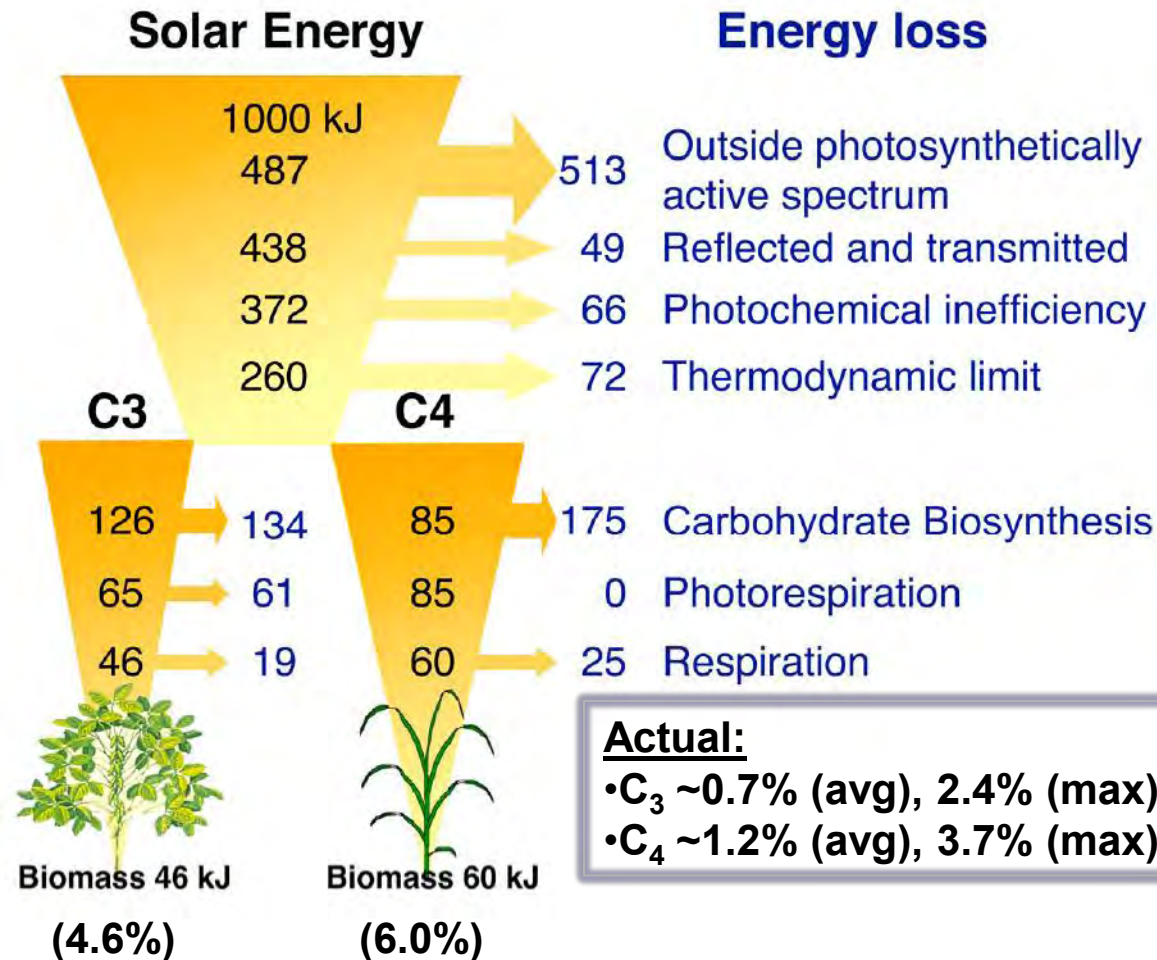 Solar Energy
Energy loss
1000 kJ
487
513
Outside photosynthetically
active spectrum
438
49 Reflected and transmitted
372
66 Photochemical inefficiency
260
72 Thermodynamic limit
C3
C4
126
134
85
175 Carbohydrate Biosynthesis
65
61
85
0 Photorespiration
46
19
60
25 Respiration
Actual:
•C₃ ~0.7% (avg), 2.4% (max)
•C₄ ~1.2% (avg), 3.7% (max)
Biomass 46 kJ
Biomass 60 kJ
(4.6%)
(6.0%)